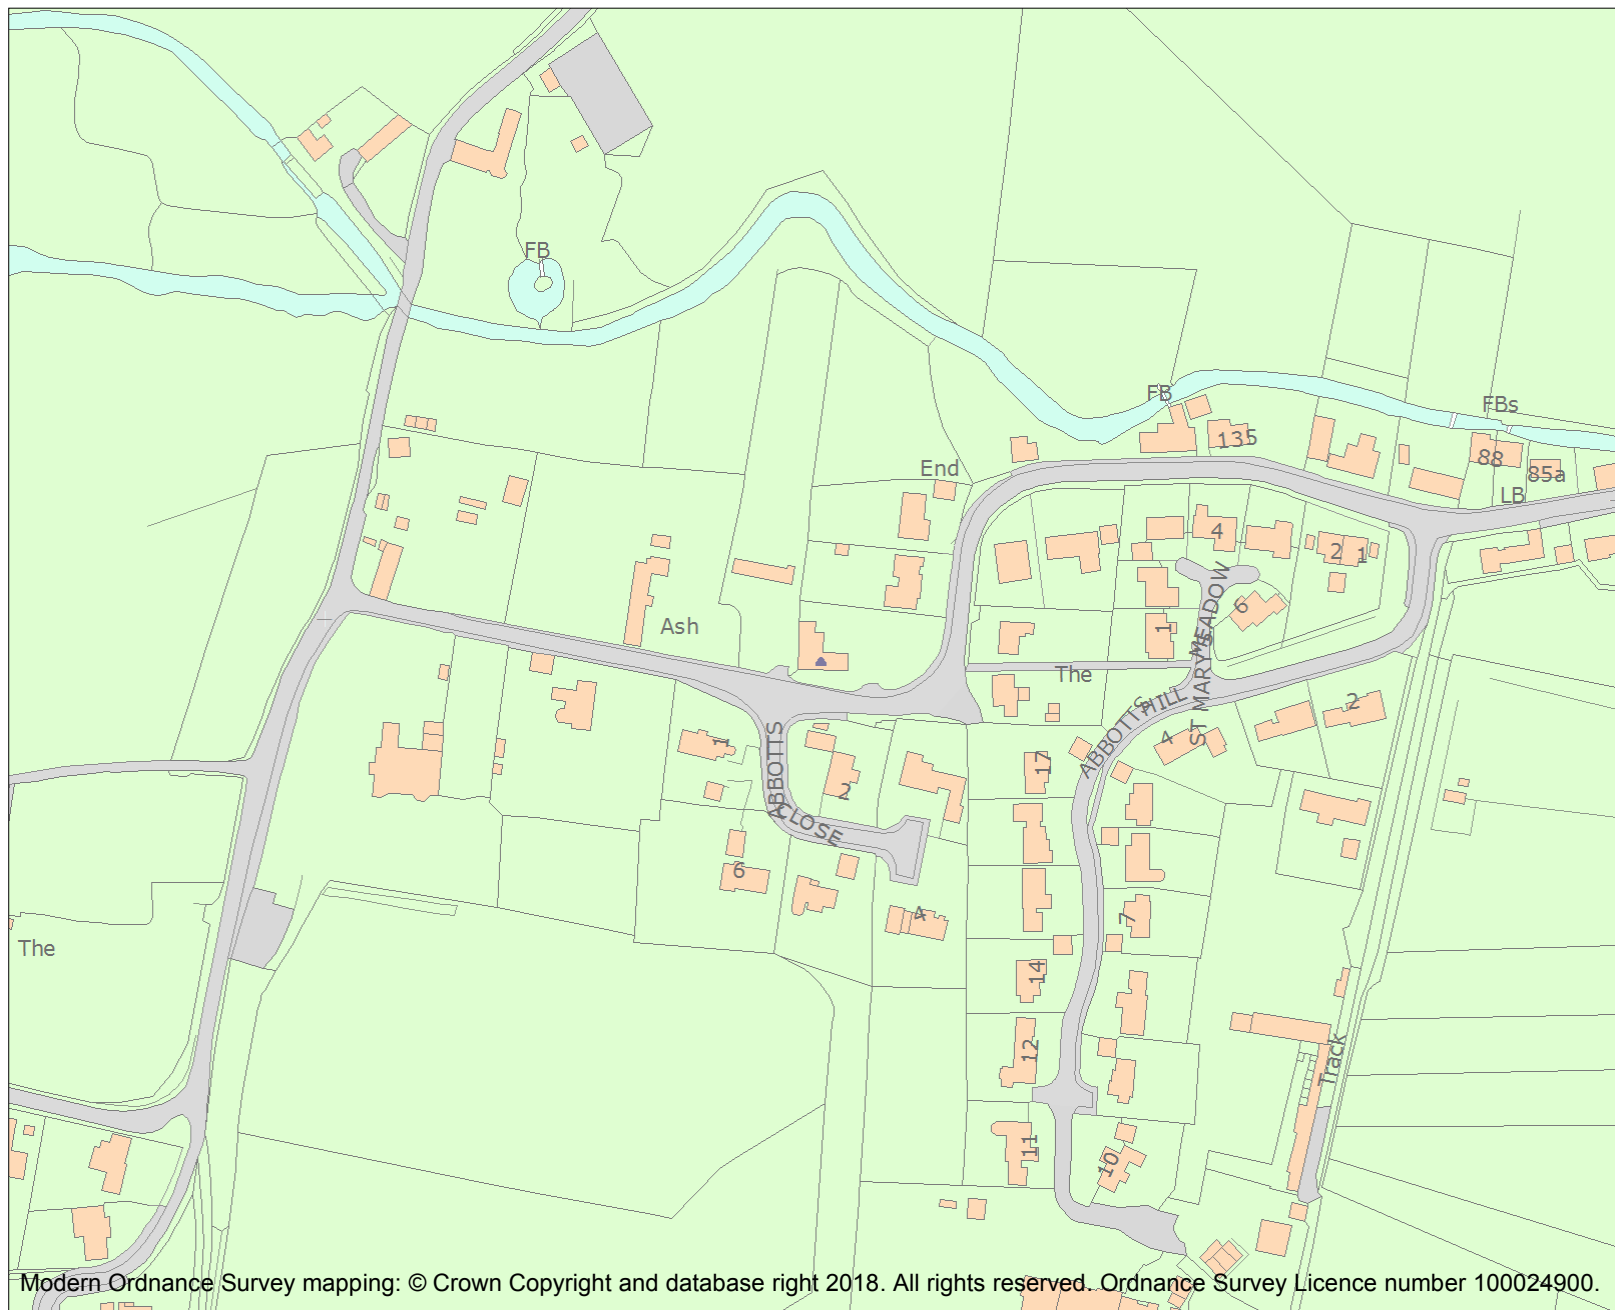 FB
FB
FBs
135
88
85a
End
LB
4
2
1
6
Ash
1
ST MARY'S MEADOW
The
ABBOTTS HILL
2
4
1
ABBOTTS CLOSE
17
2
6
4
7
The
14
12
Track
11
10
Modern Ordnance Survey mapping: © Crown Copyright and database right 2018. All rights reserved. Ordnance Survey Licence number 100024900.